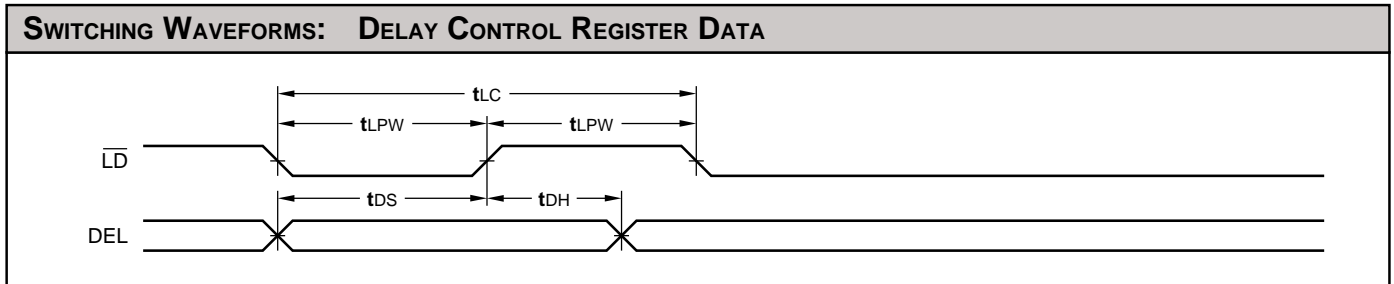 SWITCHING WAVEFORMS: DELAY CONTROL REGISTER DATA
tLC
tLPW tLPW
LD
tDS tDH
DEL